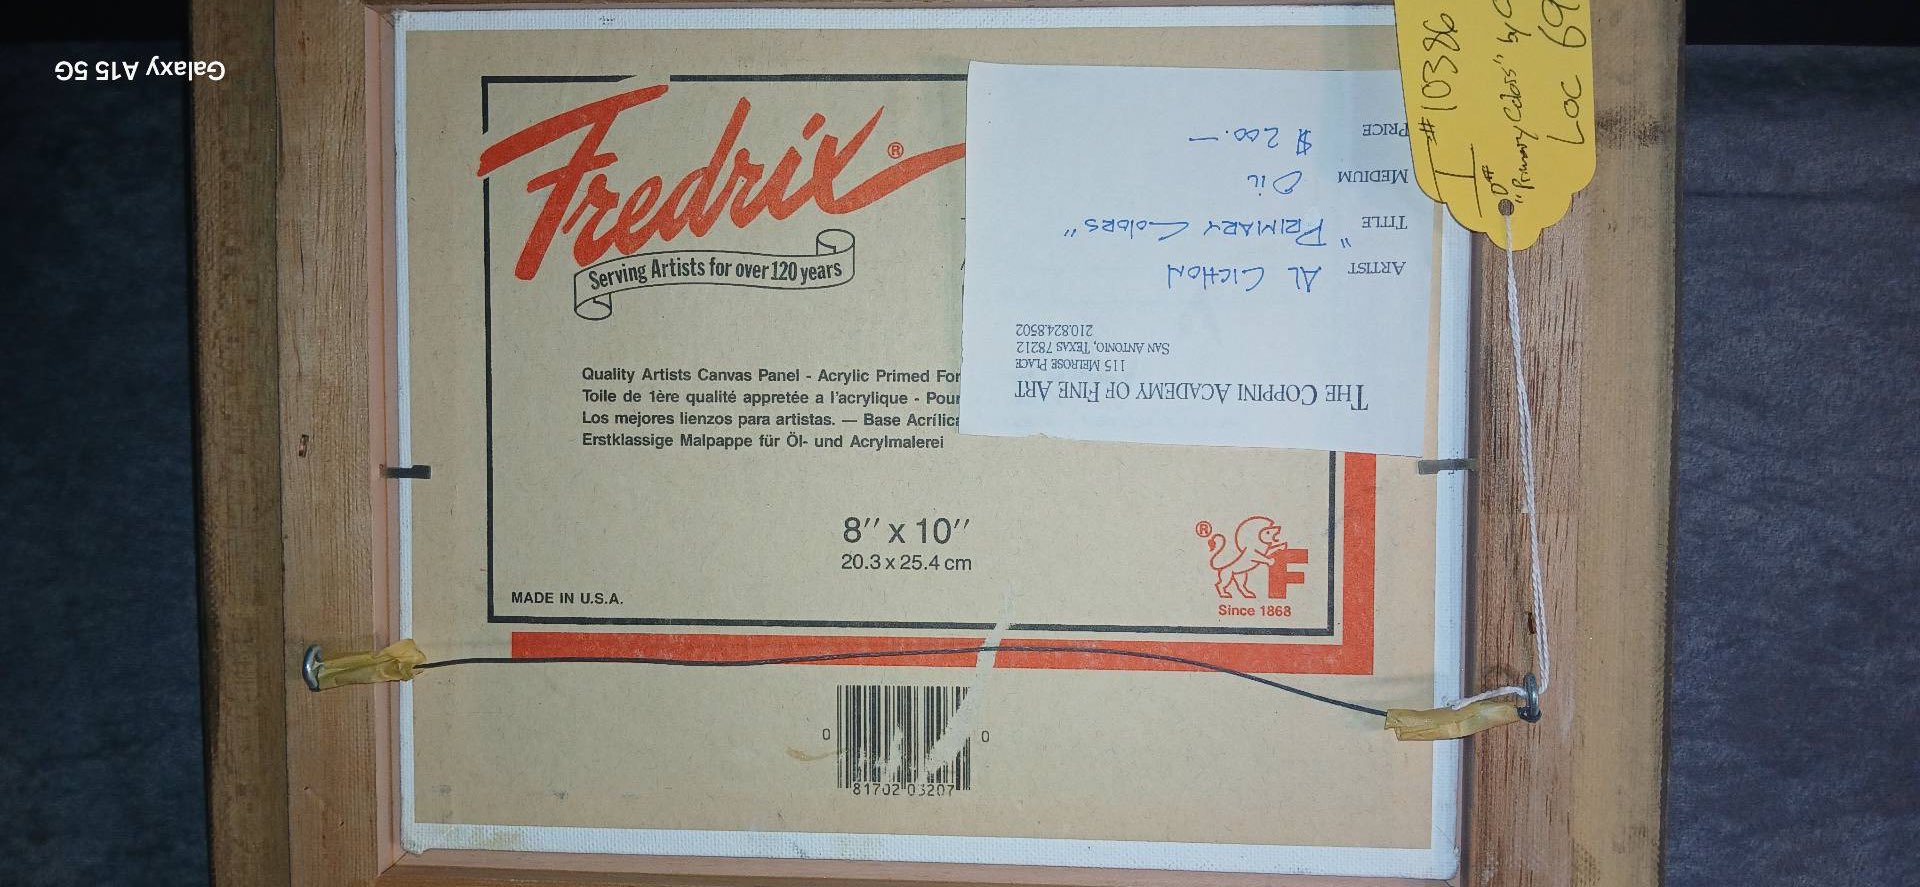 Fredrix®
Serving Artists for over 120 years
Quality Artists Canvas Panel - Acrylic Primed For
Toile de 1ère qualité appretée a l'acrylique - Pour
Los mejores lienzos para artistas. — Base Acrílica
Erstklassige Malpappe für Öl- und Acrylmalerei
8" x 10"
20.3 x 25.4 cm
MADE IN U.S.A.
® F
Since 1868
0 81702 03207 0
THE COPPINI ACADEMY OF FINE ART
115 MELROSE PLACE
SAN ANTONIO, TEXAS 78212
210.824.8502
ARTIST AL CICHON
TITLE "PRIMARY COLORS"
MEDIUM OIL
PRICE $200.—
#10386
"Primary Colors" by
LOC 69
Galaxy A15 5G